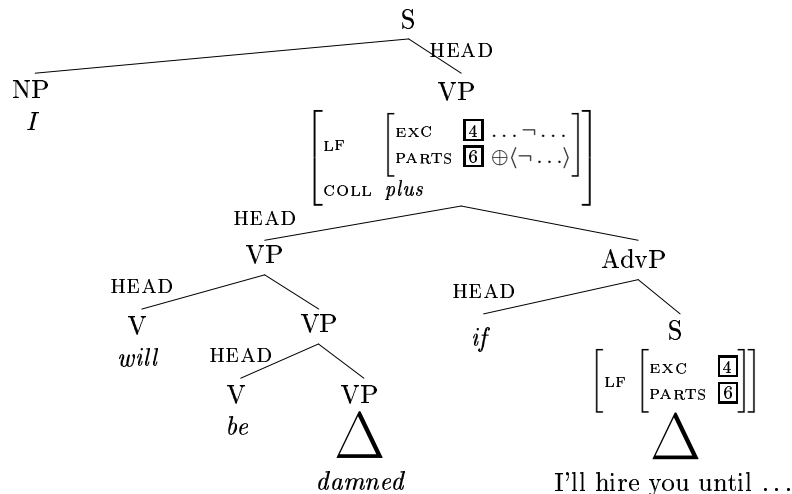 S
HEAD
NP VP
I
LF [EXC 4 ... ¬ ...
PARTS 6 ⊕⟨¬ ...⟩]
COLL plus
HEAD
VP AdvP
HEAD HEAD
V VP if S
will
HEAD
LF [EXC 4
PARTS 6]
V VP
be
damned I'll hire you until ...